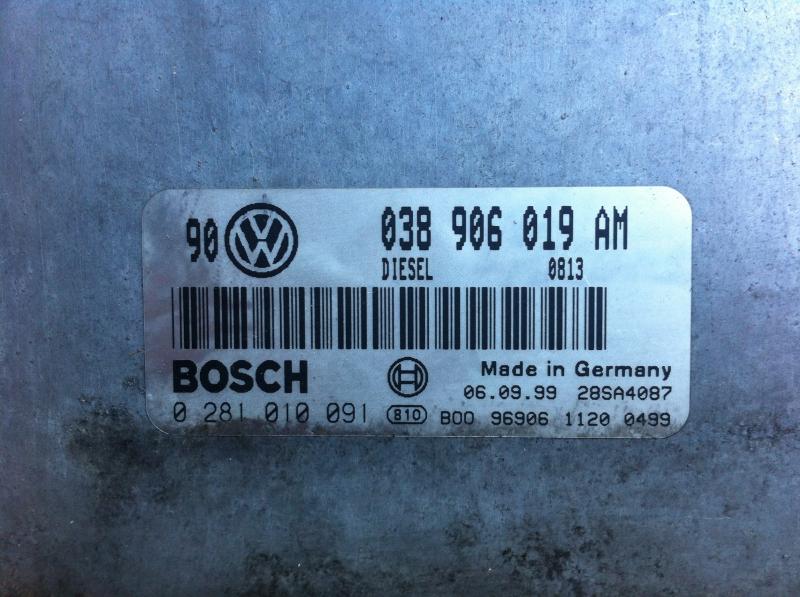 90 VW 038 906 019 AM
DIESEL 0813
BOSCH Made in Germany
06.09.99 28SA4087
0 281 010 091 810 B00 96906 1120 0499